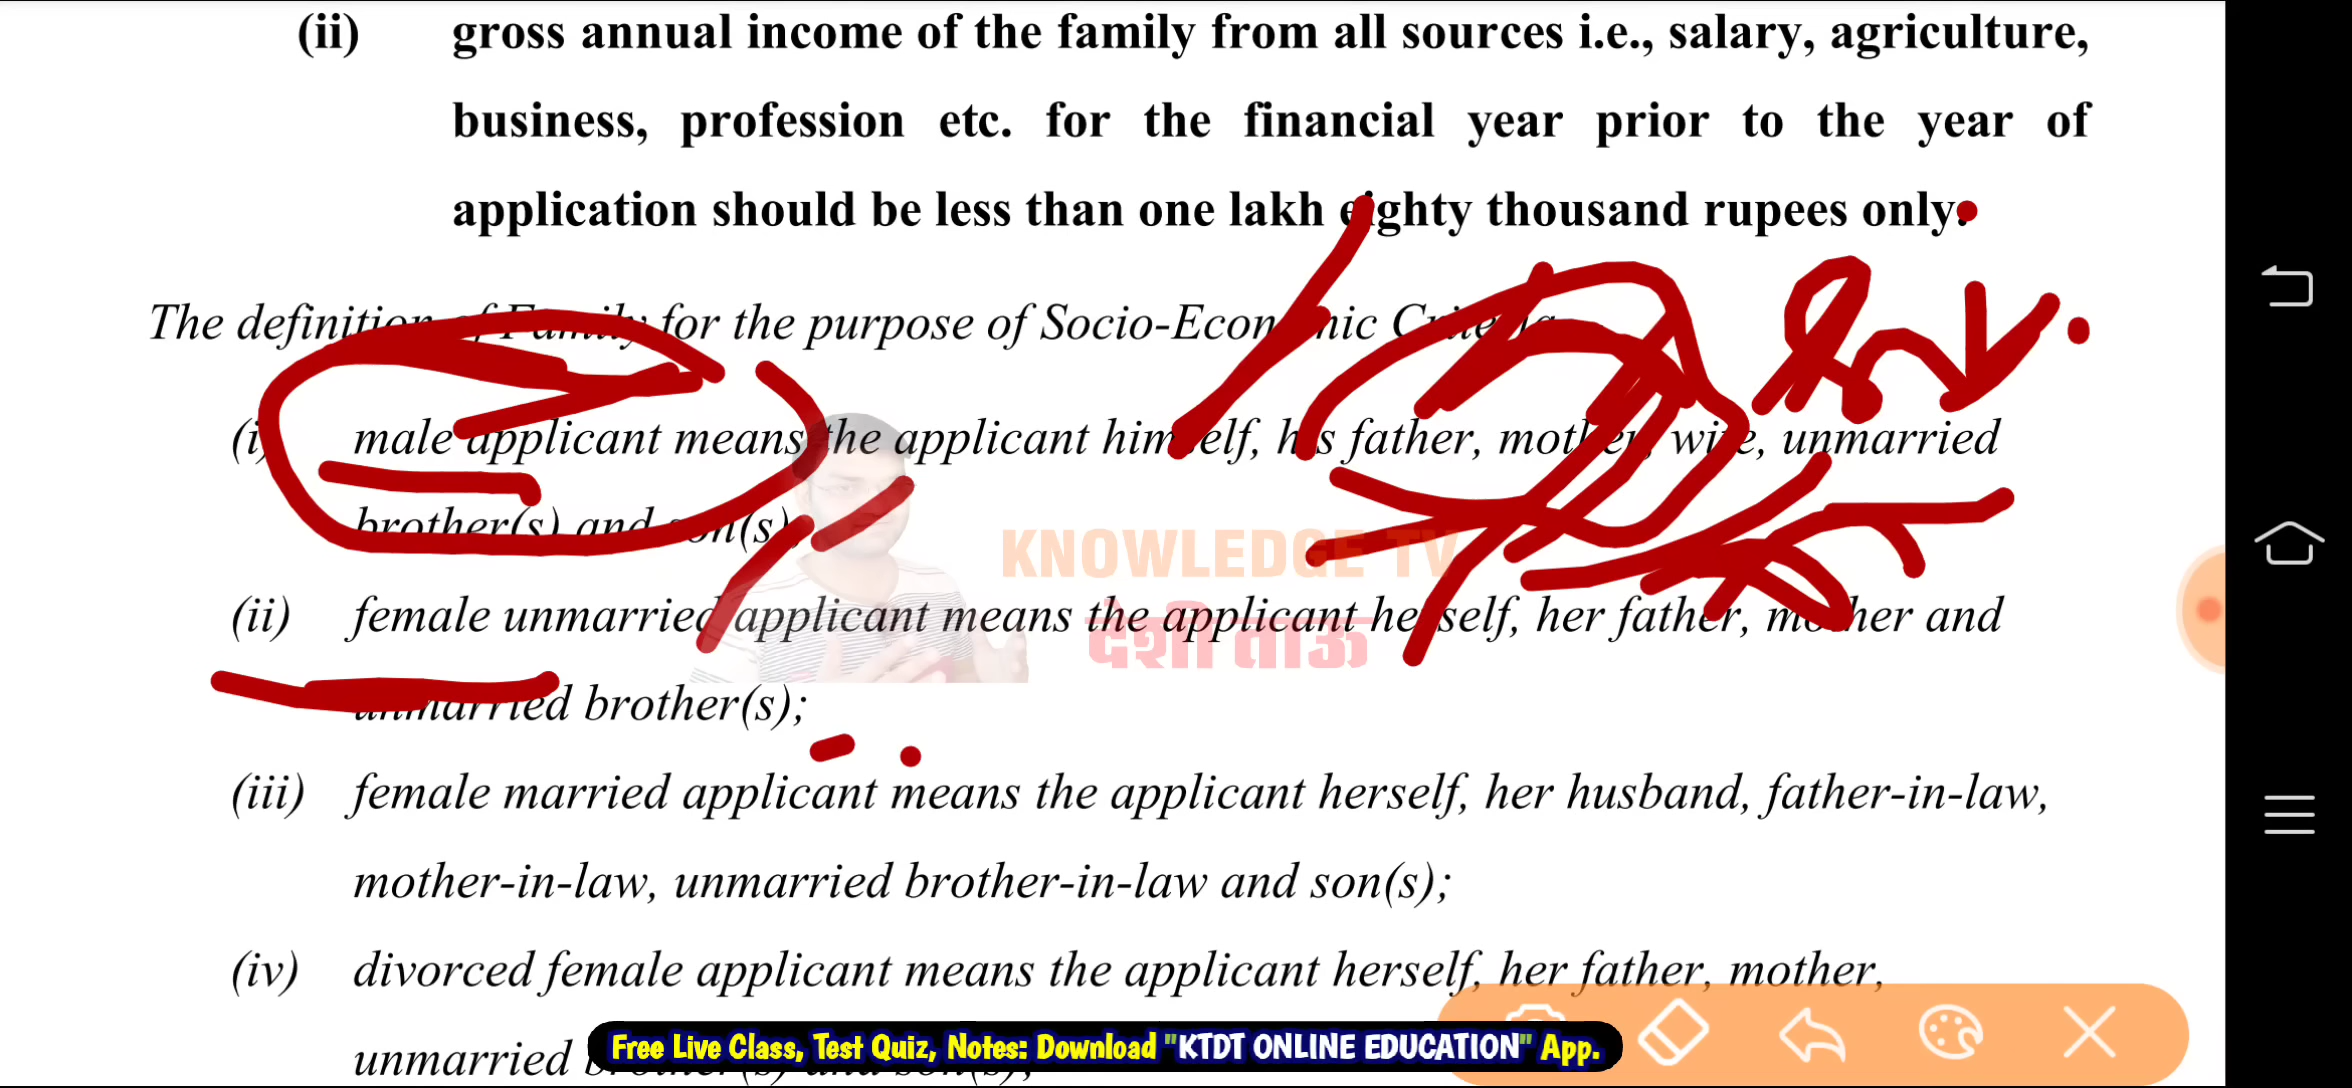 (ii) gross annual income of the family from all sources i.e., salary, agriculture,
business, profession etc. for the financial year prior to the year of
application should be less than one lakh eighty thousand rupees only.
The definition of Family for the purpose of Socio-Economic Criteria
(i) male applicant means the applicant himself, his father, mother, wife, unmarried
brother(s) and son(s);
KNOWLEDGE TV
(ii) female unmarried applicant means the applicant herself, her father, mother and
देशी ताऊ
unmarried brother(s);
(iii) female married applicant means the applicant herself, her husband, father-in-law,
mother-in-law, unmarried brother-in-law and son(s);
(iv) divorced female applicant means the applicant herself, her father, mother,
unmarried brother(s) and son(s);
Free Live Class, Test Quiz, Notes: Download "KTDT ONLINE EDUCATION" App.